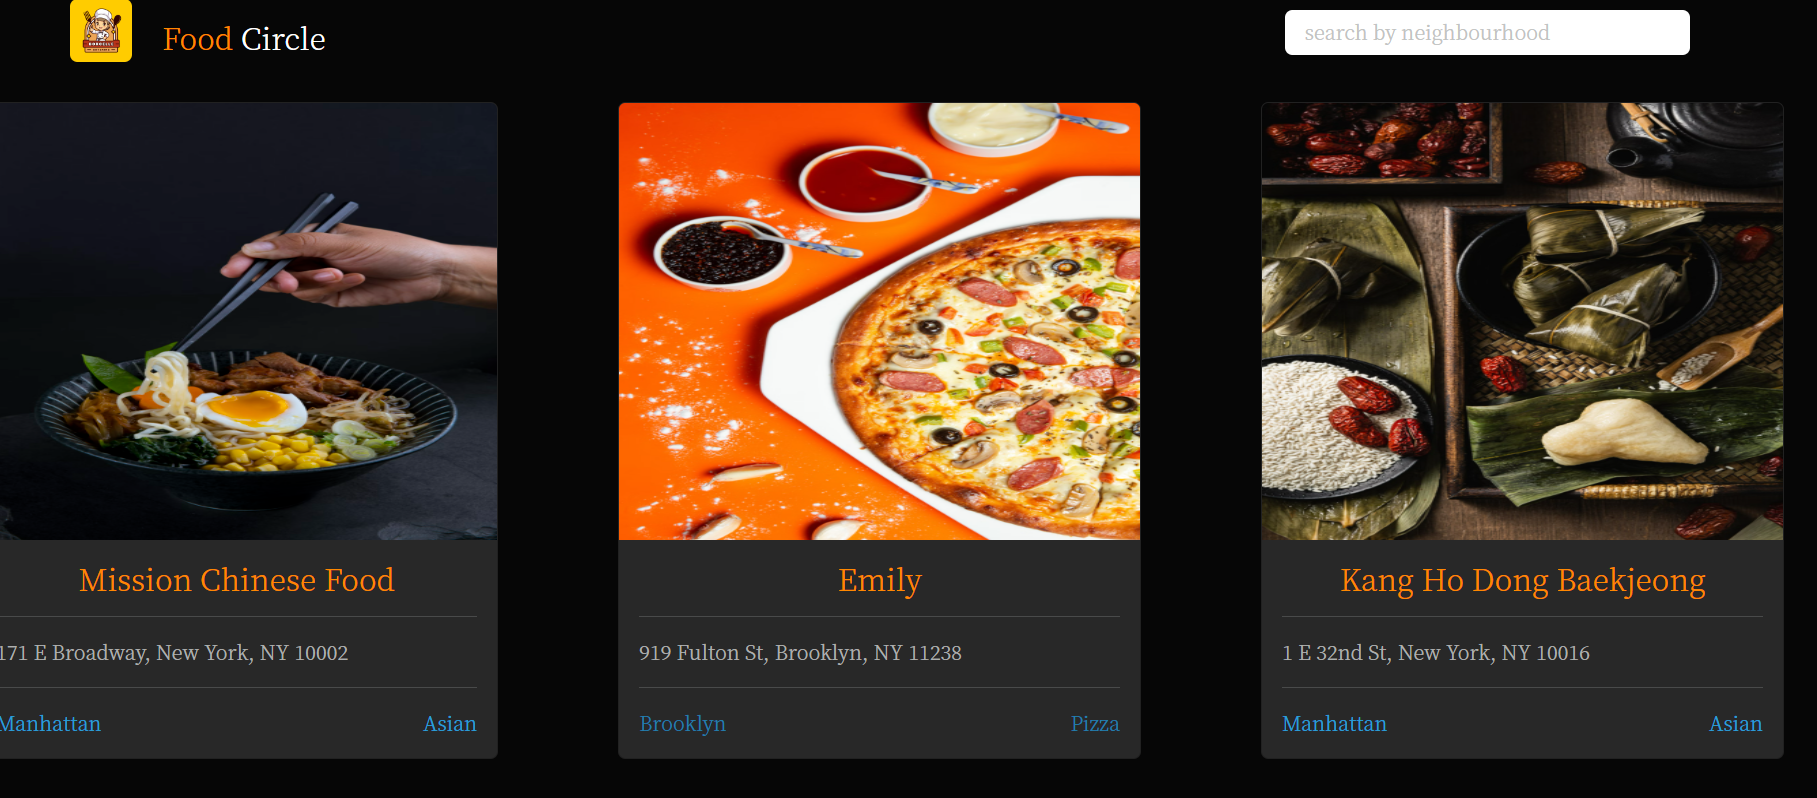 Food Circle
search by neighbourhood
Mission Chinese Food
171 E Broadway, New York, NY 10002
Manhattan
Asian
Emily
919 Fulton St, Brooklyn, NY 11238
Brooklyn
Pizza
Kang Ho Dong Baekjeong
1 E 32nd St, New York, NY 10016
Manhattan
Asian